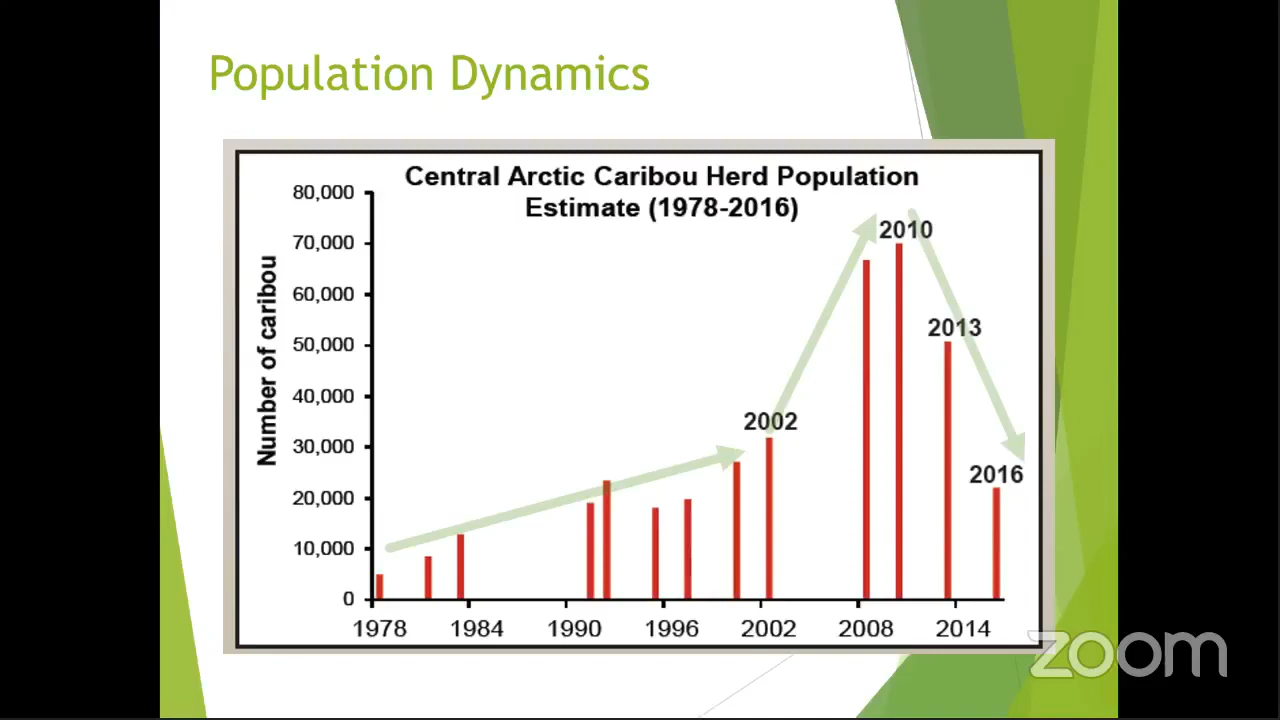 Population Dynamics
Central Arctic Caribou Herd Population
Estimate (1978-2016)
Number of caribou
80,000
70,000
60,000
50,000
40,000
30,000
20,000
10,000
0
2002
2010
2013
2016
1978 1984 1990 1996 2002 2008 2014
zoom